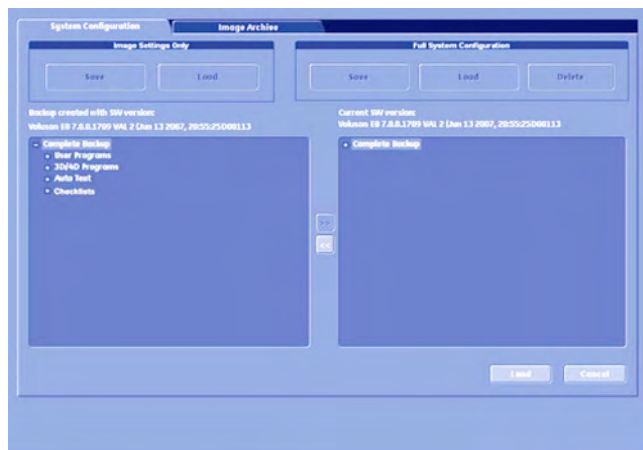 System Configuration
Image Archive
Image Settings Only
Full System Configuration
Save
Load
Save
Load
Delete
Backup created with SW version:
Current SW version:
Voluson E8 7.0.0.1709 VAL 2 (Jun 13 2007, 20:55:25D00113
Voluson E8 7.0.0.1709 VAL 2 (Jun 13 2007, 20:55:25D00113
Complete Backup
User Programs
3D/4D Programs
Auto Text
Checklists
Complete Backup
>>
<<
Load
Cancel